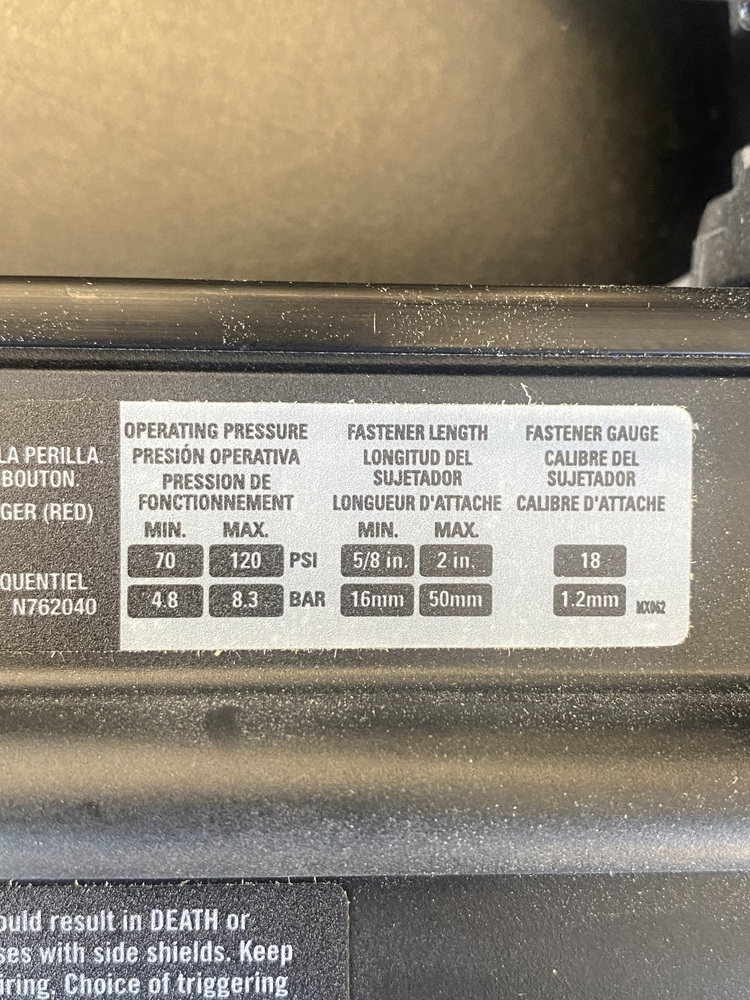 LA PERILLA.
BOUTON.
GER (RED)
QUENTIEL
N762040
OPERATING PRESSURE
PRESIÓN OPERATIVA
PRESSION DE
FONCTIONNEMENT
MIN. MAX.
70 120 PSI
4.8 8.3 BAR
FASTENER LENGTH
LONGITUD DEL
SUJETADOR
LONGUEUR D'ATTACHE
MIN. MAX.
5/8 in. 2 in.
16mm 50mm
FASTENER GAUGE
CALIBRE DEL
SUJETADOR
CALIBRE D'ATTACHE
18
1.2mm
MX062
ould result in DEATH or
ses with side shields. Keep
iring. Choice of triggering